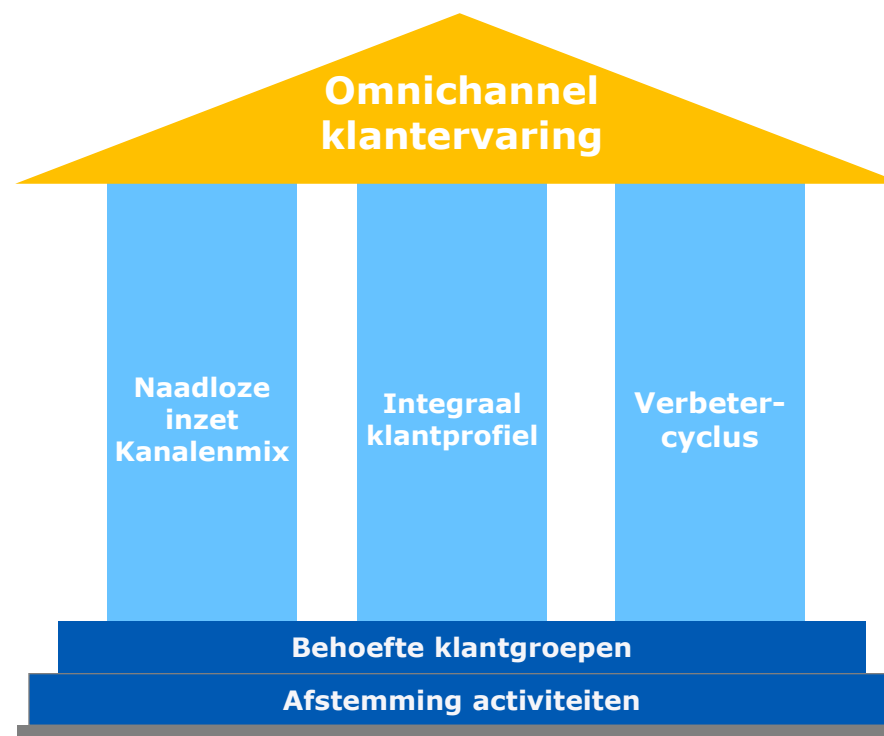 Omnichannel
klantervaring
Naadloze
inzet
Kanalenmix
Integraal
klantprofiel
Verbeter-
cyclus
Behoefte klantgroepen
Afstemming activiteiten